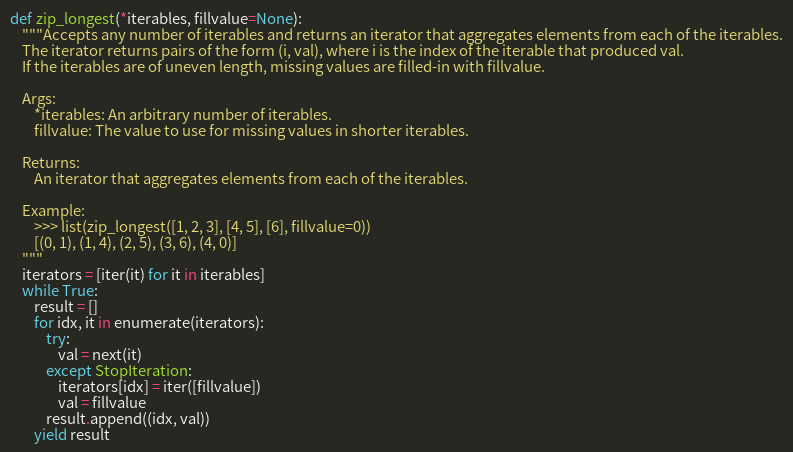 def zip_longest(*iterables, fillvalue=None):
    """Accepts any number of iterables and returns an iterator that aggregates elements from each of the iterables.
    The iterator returns pairs of the form (i, val), where i is the index of the iterable that produced val.
    If the iterables are of uneven length, missing values are filled-in with fillvalue.

    Args:
        *iterables: An arbitrary number of iterables.
        fillvalue: The value to use for missing values in shorter iterables.

    Returns:
        An iterator that aggregates elements from each of the iterables.

    Example:
        >>> list(zip_longest([1, 2, 3], [4, 5], [6], fillvalue=0))
        [(0, 1), (1, 4), (2, 5), (3, 6), (4, 0)]
    """
    iterators = [iter(it) for it in iterables]
    while True:
        result = []
        for idx, it in enumerate(iterators):
            try:
                val = next(it)
            except StopIteration:
                iterators[idx] = iter([fillvalue])
                val = fillvalue
            result.append((idx, val))
        yield result